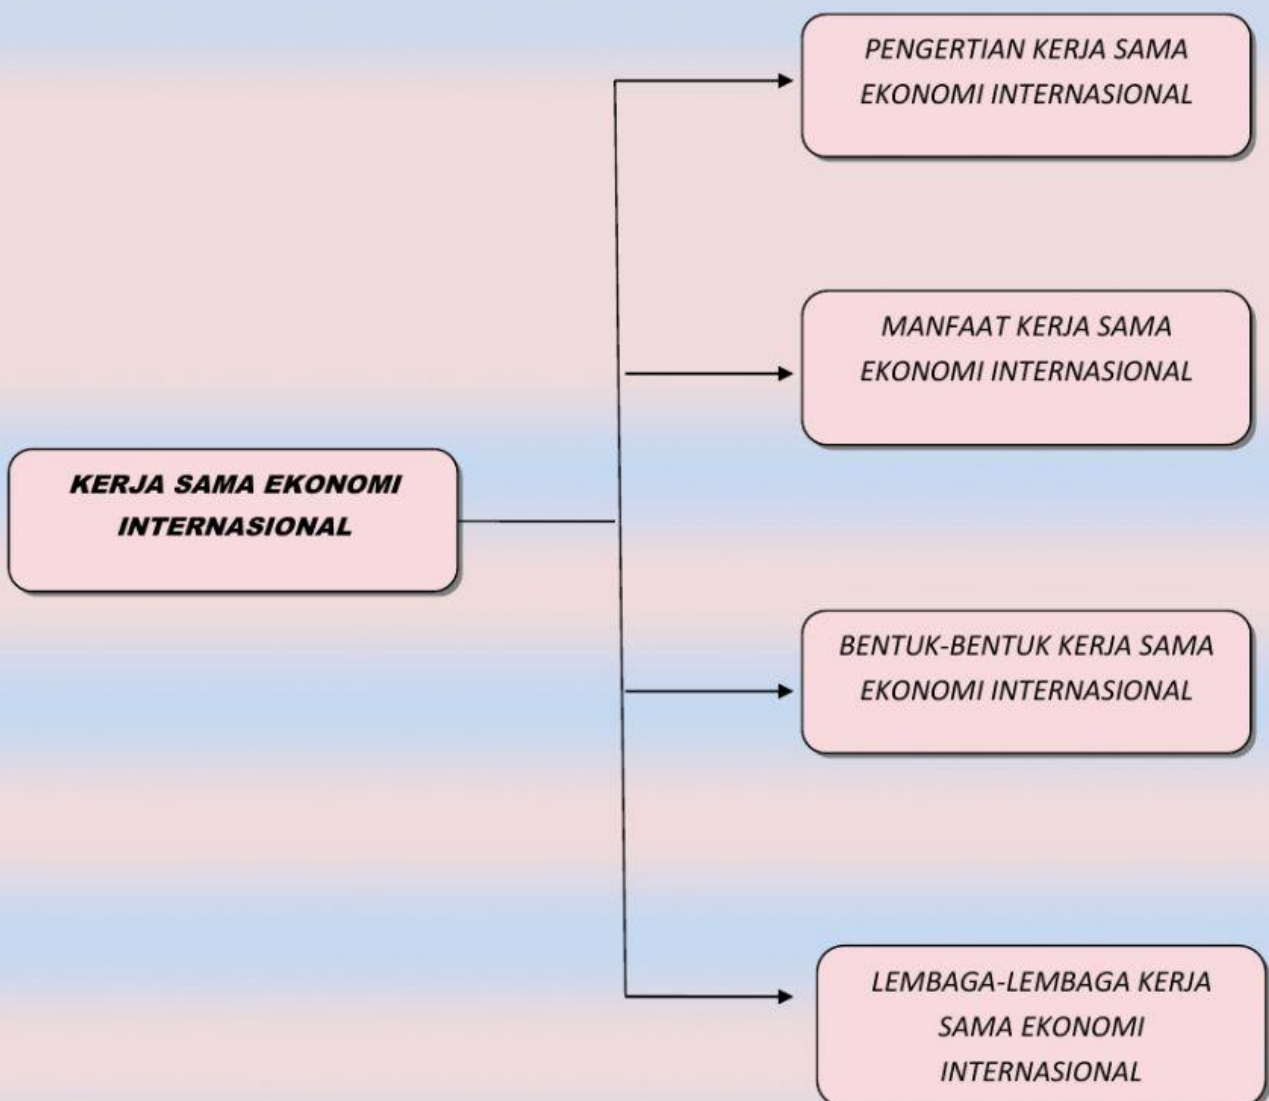 PENGERTIAN KERJA SAMA
EKONOMI INTERNASIONAL
MANFAAT KERJA SAMA
EKONOMI INTERNASIONAL
KERJA SAMA EKONOMI
INTERNASIONAL
BENTUK-BENTUK KERJA SAMA
EKONOMI INTERNASIONAL
LEMBAGA-LEMBAGA KERJA
SAMA EKONOMI
INTERNASIONAL